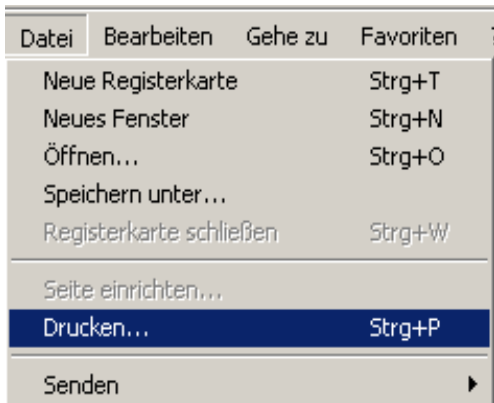 Datei Bearbeiten Gehe zu Favoriten
Neue Registerkarte Strg+T
Neues Fenster Strg+N
Öffnen... Strg+O
Speichern unter...
Registerkarte schließen Strg+W
Seite einrichten...
Drucken... Strg+P
Senden